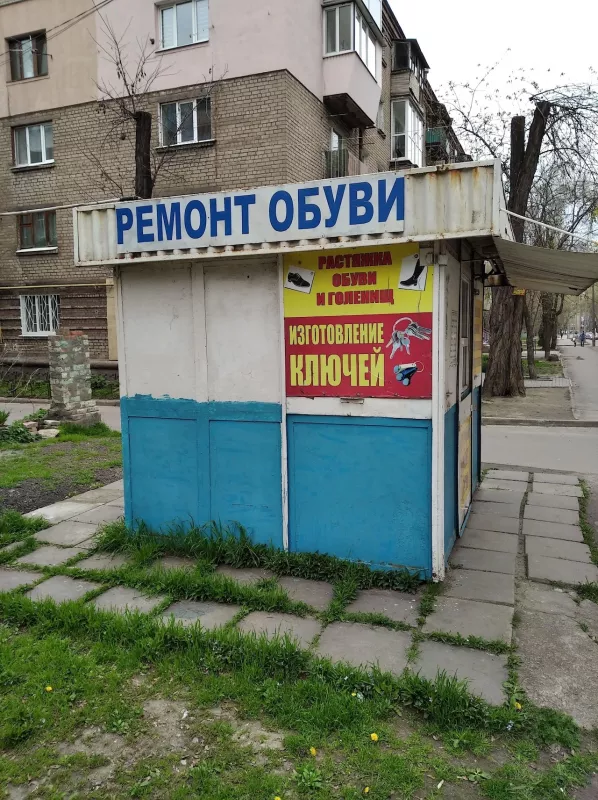 РЕМОНТ ОБУВИ
РАСТЯЖКА
ОБУВИ
И ГОЛЕНИЩ
ИЗГОТОВЛЕНИЕ
КЛЮЧЕЙ